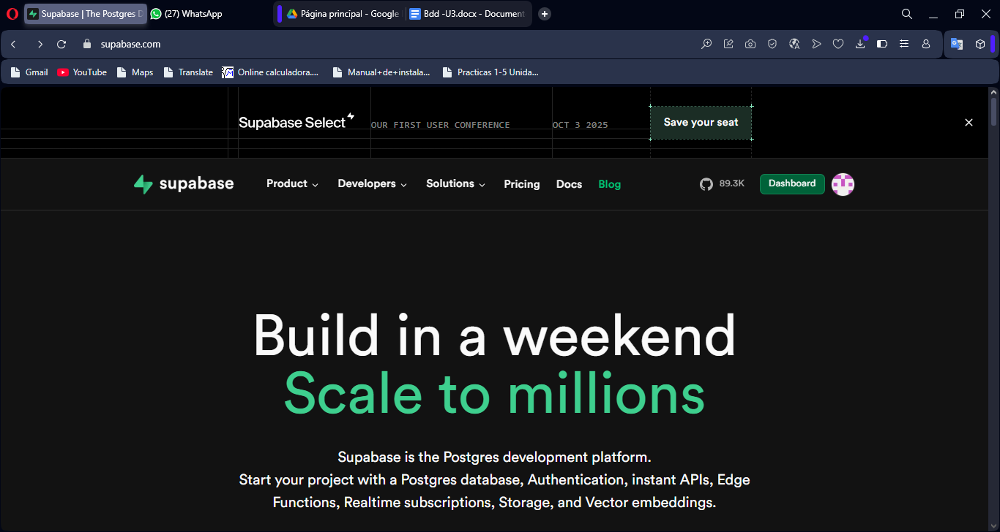 Supabase | The Postgres D
(27) WhatsApp
Página principal - Google
Bdd -U3.docx - Document
supabase.com
Gmail
YouTube
Maps
Translate
Online calculadora....
Manual+de+instala...
Practicas 1-5 Unida...
Supabase Select
OUR FIRST USER CONFERENCE
OCT 3 2025
Save your seat
supabase
Product
Developers
Solutions
Pricing
Docs
Blog
89.3K
Dashboard
Build in a weekend
Scale to millions
Supabase is the Postgres development platform.
Start your project with a Postgres database, Authentication, instant APIs, Edge
Functions, Realtime subscriptions, Storage, and Vector embeddings.